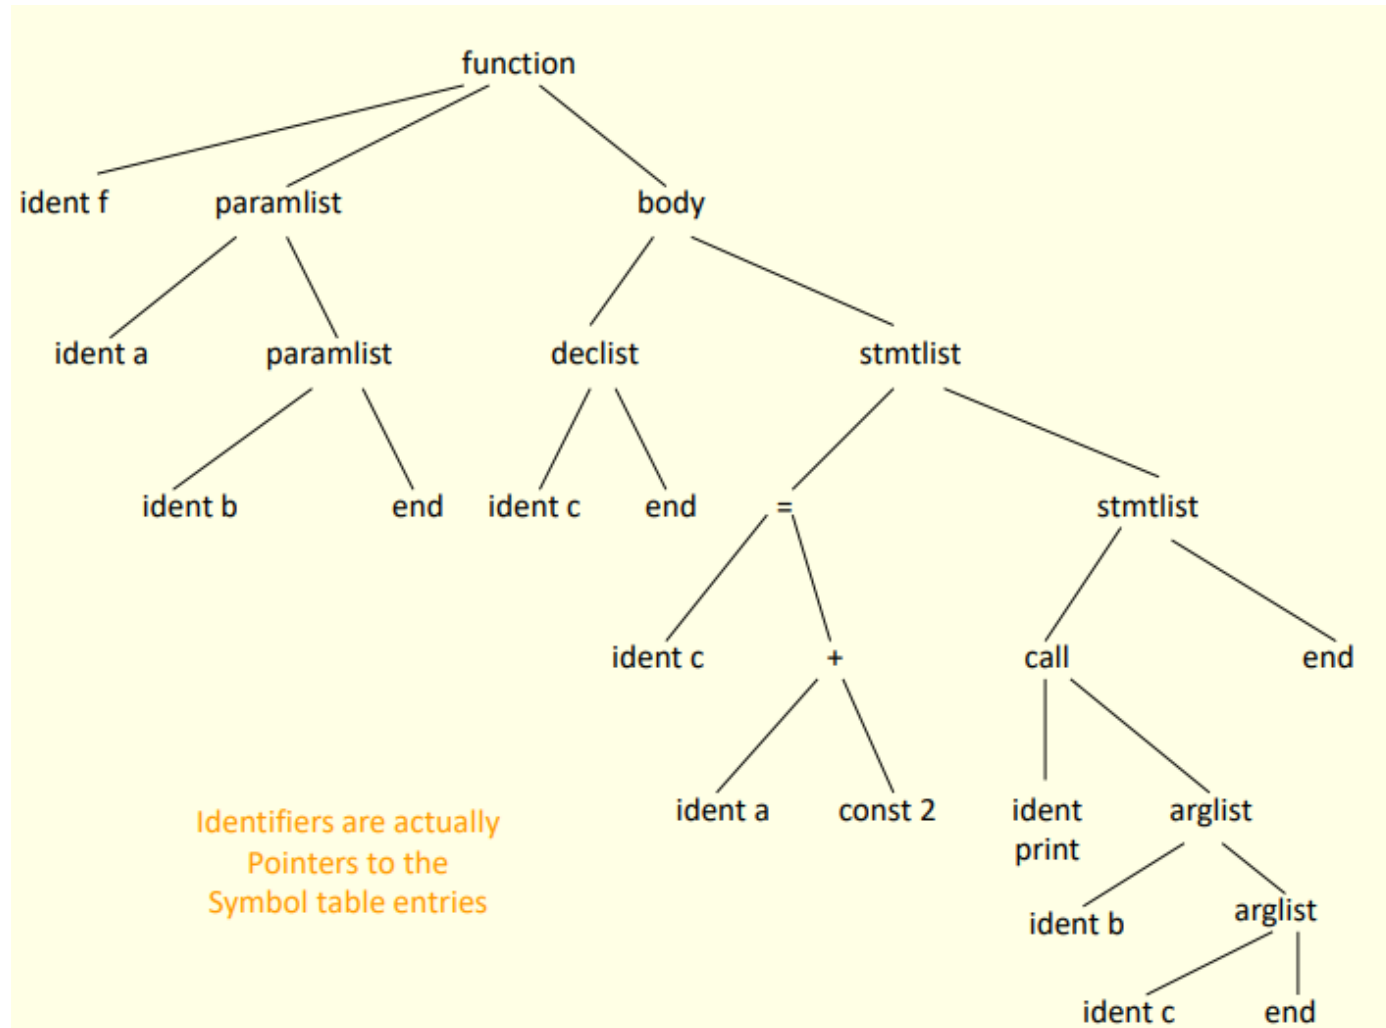 function
ident f paramlist body
ident a paramlist declist stmtlist
ident b end ident c end = stmtlist
ident c + call end
ident a const 2 ident arglist
print
Identifiers are actually
Pointers to the
Symbol table entries
ident b arglist
ident c end